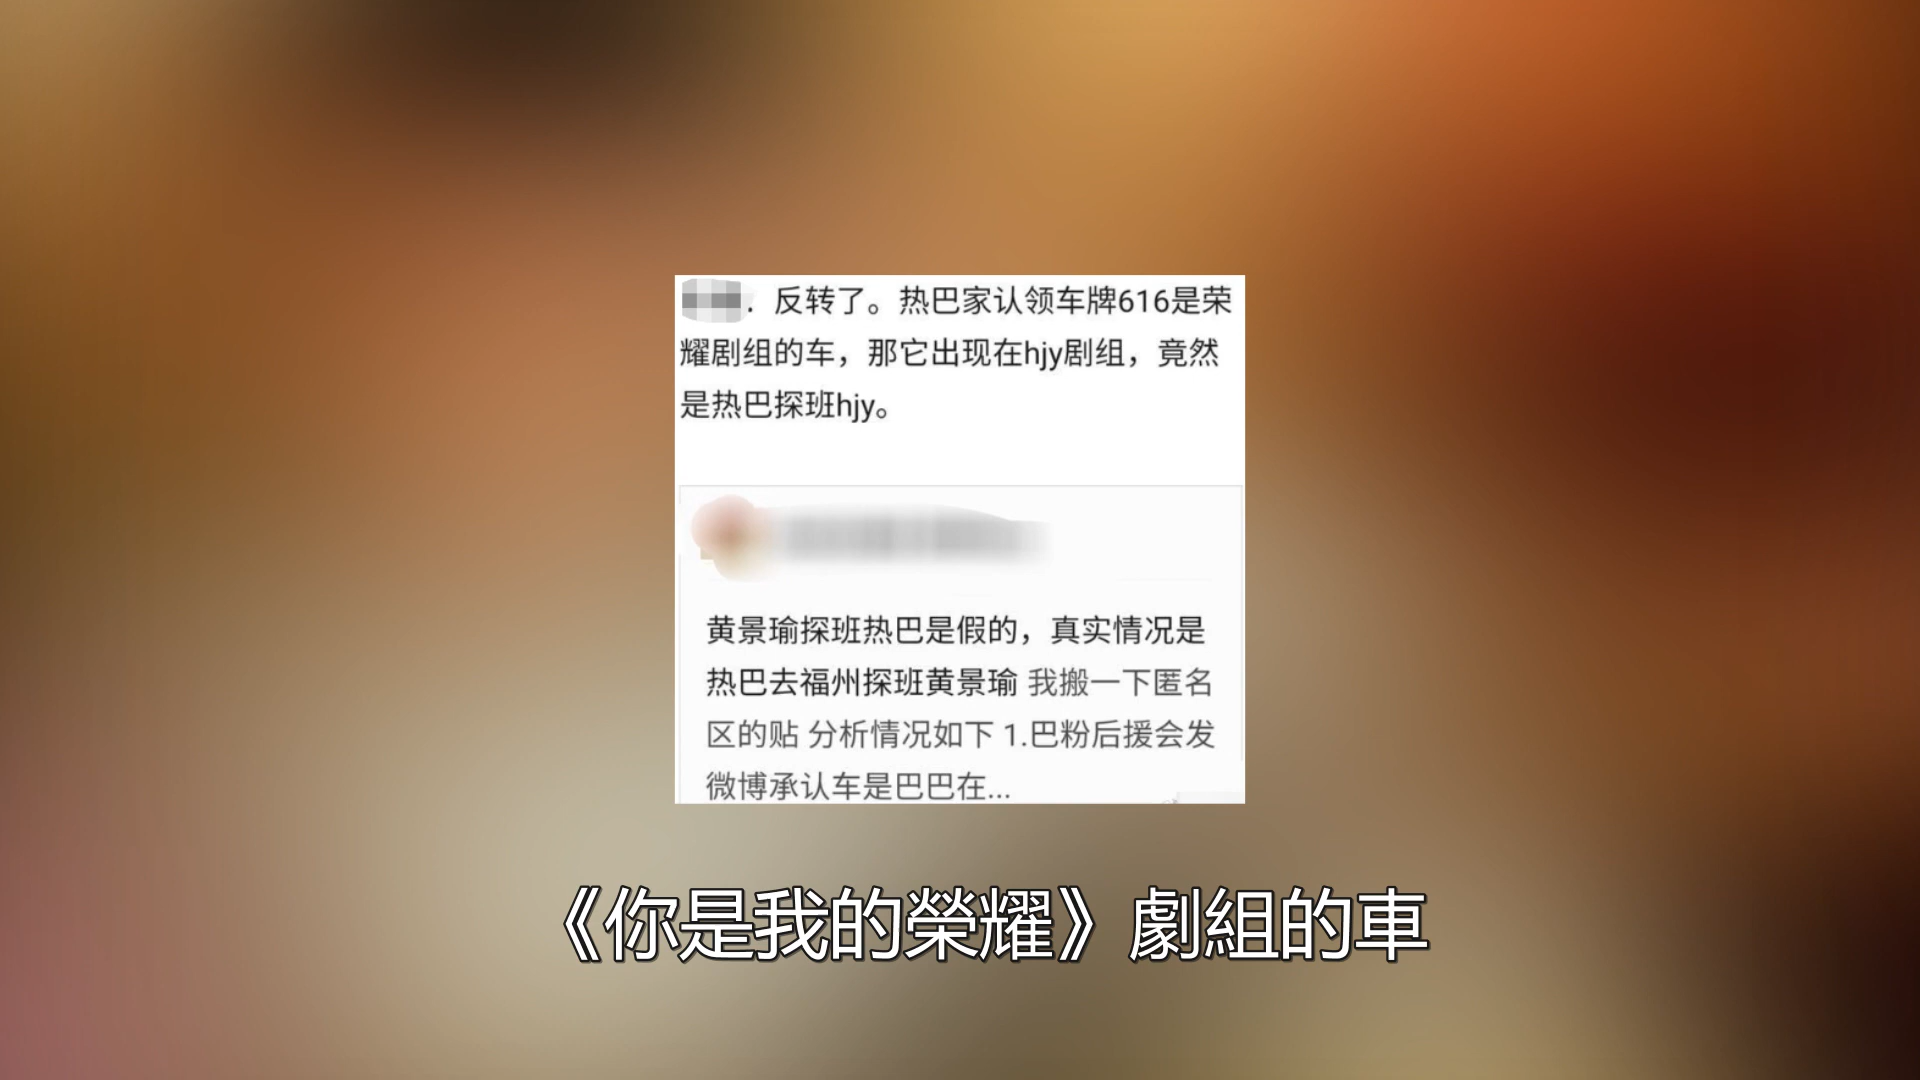 . 反转了。热巴家认领车牌616是荣
耀剧组的车，那它出现在hjy剧组，竟然
是热巴探班hjy。
黄景瑜探班热巴是假的，真实情况是
热巴去福州探班黄景瑜 我搬一下匿名
区的贴 分析情况如下 1.巴粉后援会发
微博承认车是巴巴在...
《你是我的榮耀》劇組的車